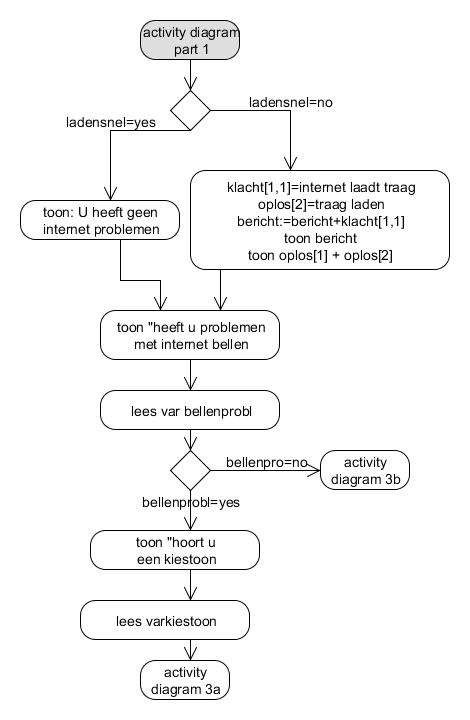 activity diagram
part 1
ladensnel=no
ladensnel=yes
klacht[1,1]=internet laadt traag
oplos[2]=traag laden
bericht:=bericht+klacht[1,1]
toon bericht
toon oplos[1] + oplos[2]
toon: U heeft geen
internet problemen
toon "heeft u problemen
met internet bellen
lees var bellenprobl
bellenpro=no
activity
diagram 3b
bellenprobl=yes
toon "hoort u
een kiestoon
lees varkiestoon
activity
diagram 3a